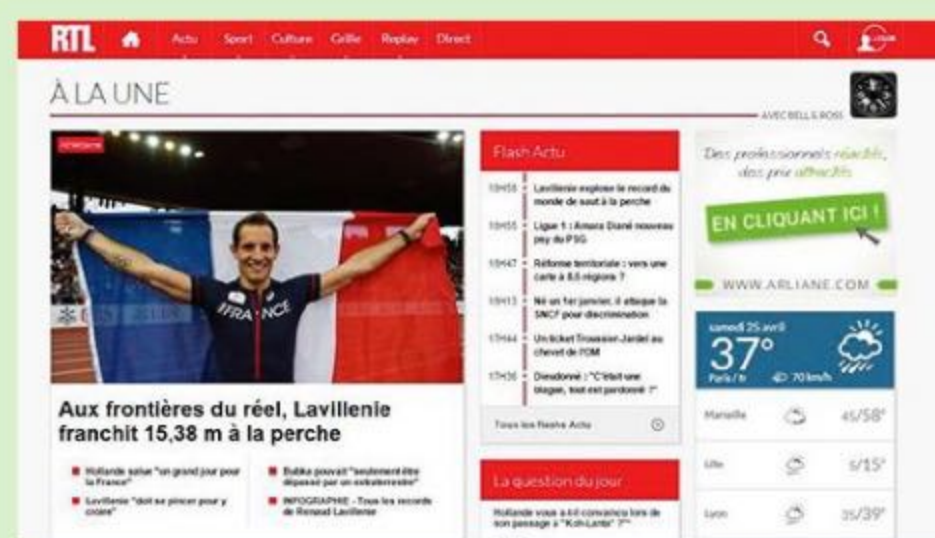 RTL
Actu Sport Culture Grille Replay Direct
À LA UNE
AVEC BELL & ROSS
FRANCE
Aux frontières du réel, Lavillenie
franchit 15,38 m à la perche
Hollande salue "un grand jour pour
la France"
Lavillenie "doit se pincer pour y
croire"
Bubka pouvait "seulement être
dépassé par un extraterrestre"
INFOGRAPHIE - Tous les records
de Renaud Lavillenie
Flash Actu
Lavillenie explose le record du
monde de saut à la perche
Ligue 1 : Amara Diané nouveau
psy du PSG
Réforme territoriale : vers une
carte à 8.5 régions ?
Né un 1er janvier, il attaque la
SNCF pour discrimination
17H44 Un ticket Troussier-Jardel au
chevet de l'OM
17H36 Dieudonné : "C'était une
blague, tout est pardonné ?"
Tous les flashs Actu
La question du jour
Hollande vous a-t-il convaincu lors de
son passage à "Koh-Lanta" ?
Des professionnels réactifs,
des prix attractifs
EN CLIQUANT ICI !
WWW.ARLIANE.COM
samedi 25 avril
37°
Paris / fr 70 km/h
Marseille 45/58°
Lille 5/15°
Lyon 35/39°